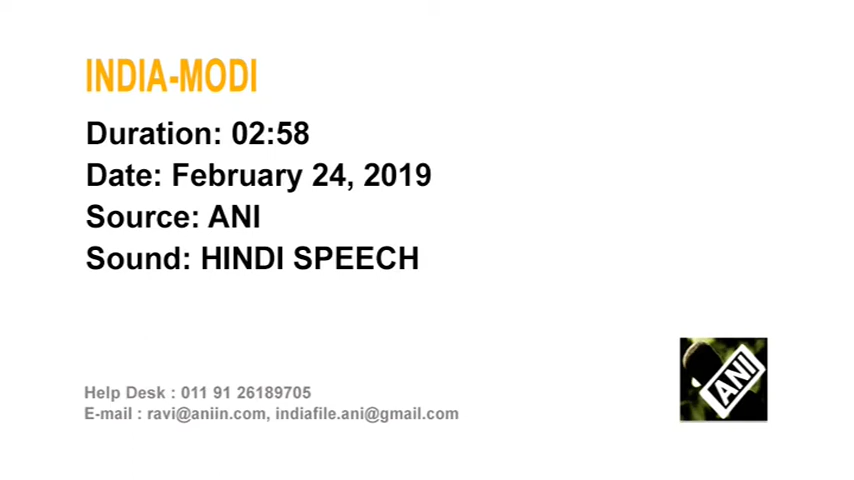 INDIA-MODI
Duration: 02:58
Date: February 24, 2019
Source: ANI
Sound: HINDI SPEECH
Help Desk : 011 91 26189705
E-mail : ravi@aniin.com, indiafile.ani@gmail.com
ANI